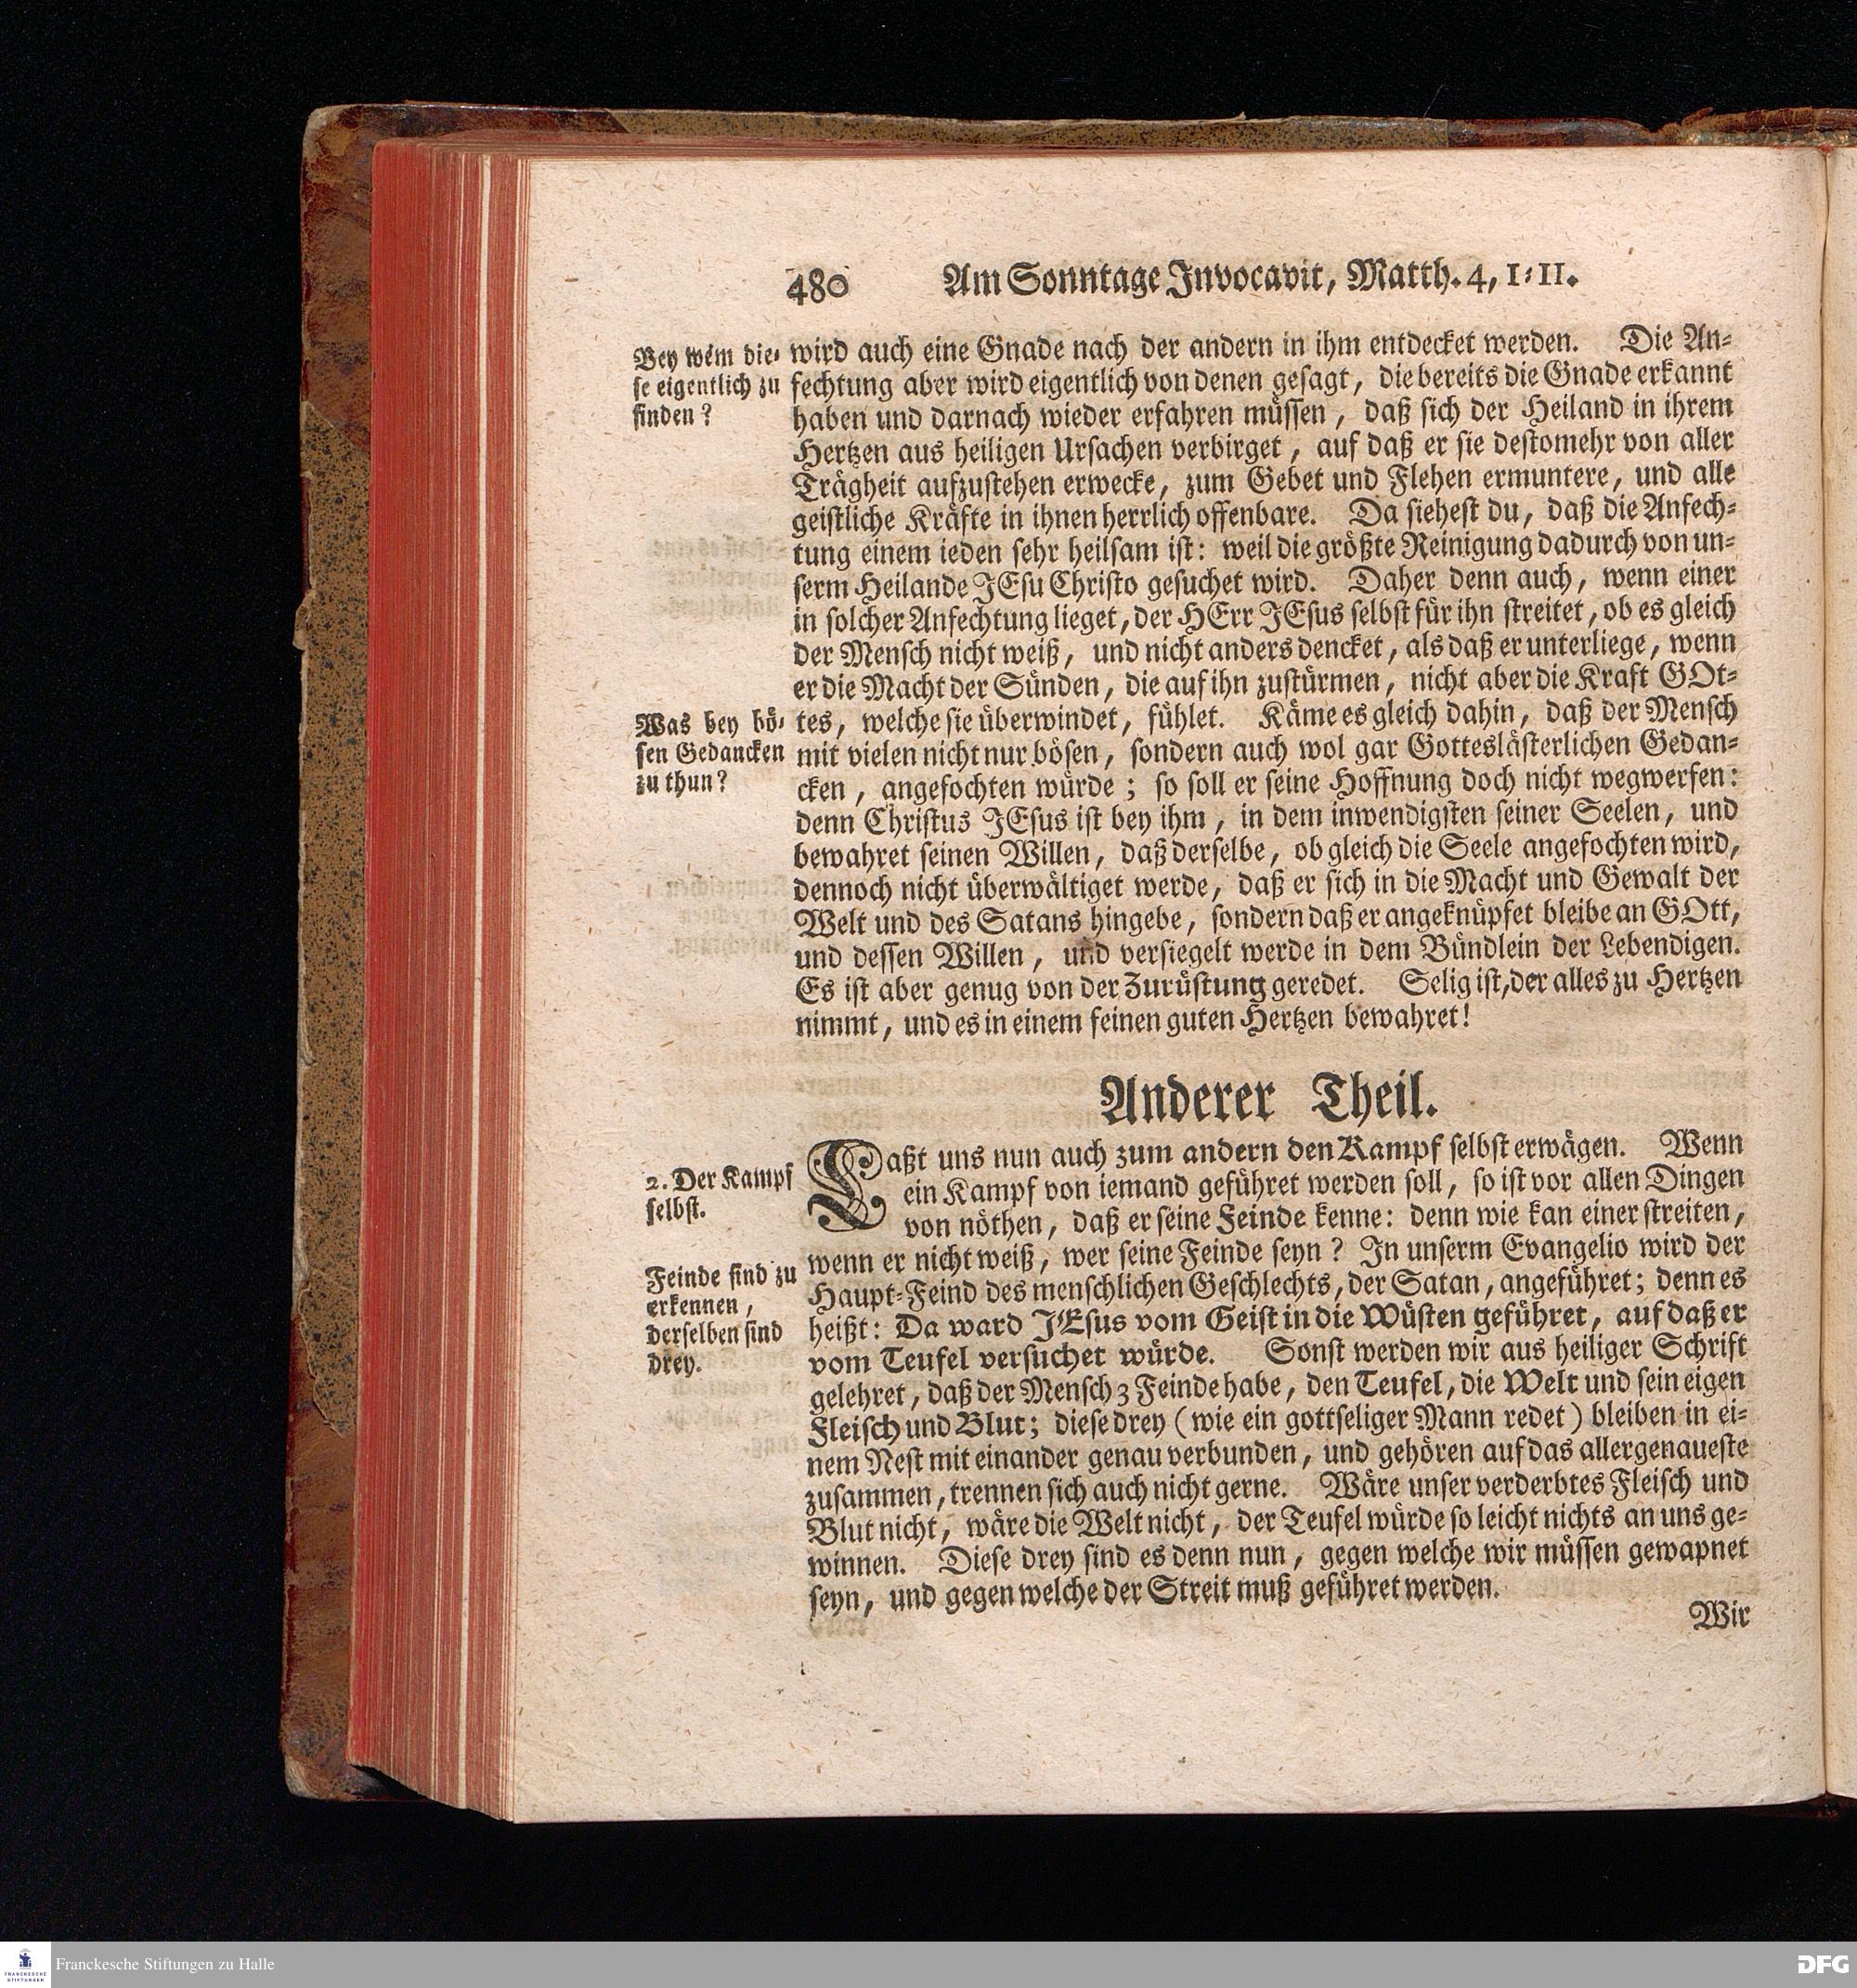 480 Am Sonntage Invocavit, Matth. 4, 1-11.
Bey wem die-
se eigentlich zu
finden?
wird auch eine Gnade nach der andern in ihm entdecket werden. Die An-
fechtung aber wird eigentlich von denen gesagt, die bereits die Gnade erkannt
haben und darnach wieder erfahren müssen, daß sich der Heiland in ihrem
Hertzen aus heiligen Ursachen verbirget, auf daß er sie destomehr von aller
Trägheit aufzustehen erwecke, zum Gebet und Flehen ermuntere, und alle
geistliche Kräfte in ihnen herrlich offenbare. Da siehest du, daß die Anfech-
tung einem ieden sehr heilsam ist: weil die größte Reinigung dadurch von un-
serm Heilande JEsu Christo gesuchet wird. Daher denn auch, wenn einer
in solcher Anfechtung lieget, der HErr JEsus selbst für ihn streitet, ob es gleich
der Mensch nicht weiß, und nicht anders dencket, als daß er unterliege, wenn
er die Macht der Sünden, die auf ihn zustürmen, nicht aber die Kraft GOt-
Was bey bö-
sen Gedancken
zu thun?
tes, welche sie überwindet, fühlet. Käme es gleich dahin, daß der Mensch
mit vielen nicht nur bösen, sondern auch wol gar Gotteslästerlichen Gedan-
cken, angefochten würde; so soll er seine Hoffnung doch nicht wegwerfen:
denn Christus JEsus ist bey ihm, in dem inwendigsten seiner Seelen, und
bewahret seinen Willen, daß derselbe, ob gleich die Seele angefochten wird,
dennoch nicht überwältiget werde, daß er sich in die Macht und Gewalt der
Welt und des Satans hingebe, sondern daß er angeknüpfet bleibe an GOtt,
und dessen Willen, und versiegelt werde in dem Bündlein der Lebendigen.
Es ist aber genug von der Zurüstung geredet. Selig ist, der alles zu Hertzen
nimmt, und es in einem feinen guten Hertzen bewahret!
Anderer Theil.
2. Der Kampf
selbst.
Laßt uns nun auch zum andern den Kampf selbst erwägen. Wenn
ein Kampf von iemand geführet werden soll, so ist vor allen Dingen
von nöthen, daß er seine Feinde kenne: denn wie kan einer streiten,
Feinde sind zu
erkennen,
derselben sind
drey.
wenn er nicht weiß, wer seine Feinde seyn? In unserm Evangelio wird der
Haupt-Feind des menschlichen Geschlechts, der Satan, angeführet; denn es
heißt: Da ward JEsus vom Geist in die Wüsten geführet, auf daß er
vom Teufel versuchet würde. Sonst werden wir aus heiliger Schrift
gelehret, daß der Mensch 3 Feinde habe, den Teufel, die Welt und sein eigen
Fleisch und Blut; diese drey (wie ein gottseliger Mann redet) bleiben in ei-
nem Nest mit einander genau verbunden, und gehören auf das allergenaueste
zusammen, trennen sich auch nicht gerne. Wäre unser verderbtes Fleisch und
Blut nicht, wäre die Welt nicht, der Teufel würde so leicht nichts an uns ge-
winnen. Diese drey sind es denn nun, gegen welche wir müssen gewapnet
seyn, und gegen welche der Streit muß geführet werden.
Wir
FRANCKESCHE
STIFTUNGEN
Franckesche Stiftungen zu Halle
DFG